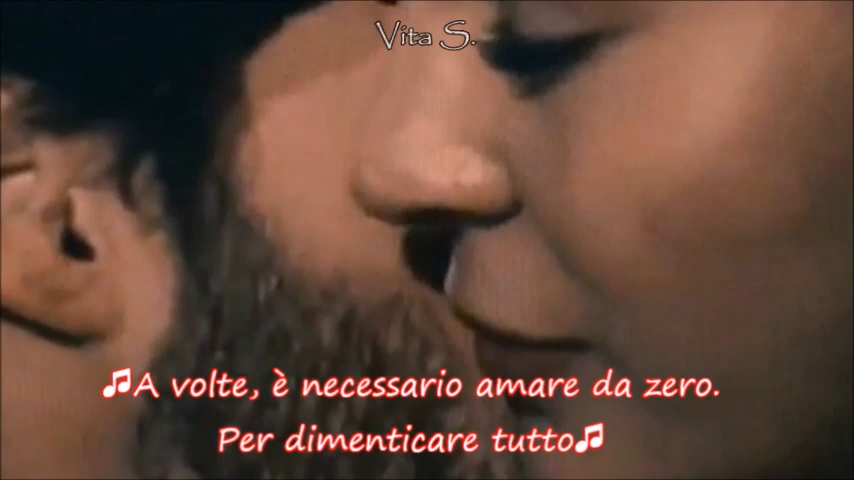 Vita S.
♫A volte, è necessario amare da zero.
Per dimenticare tutto♫